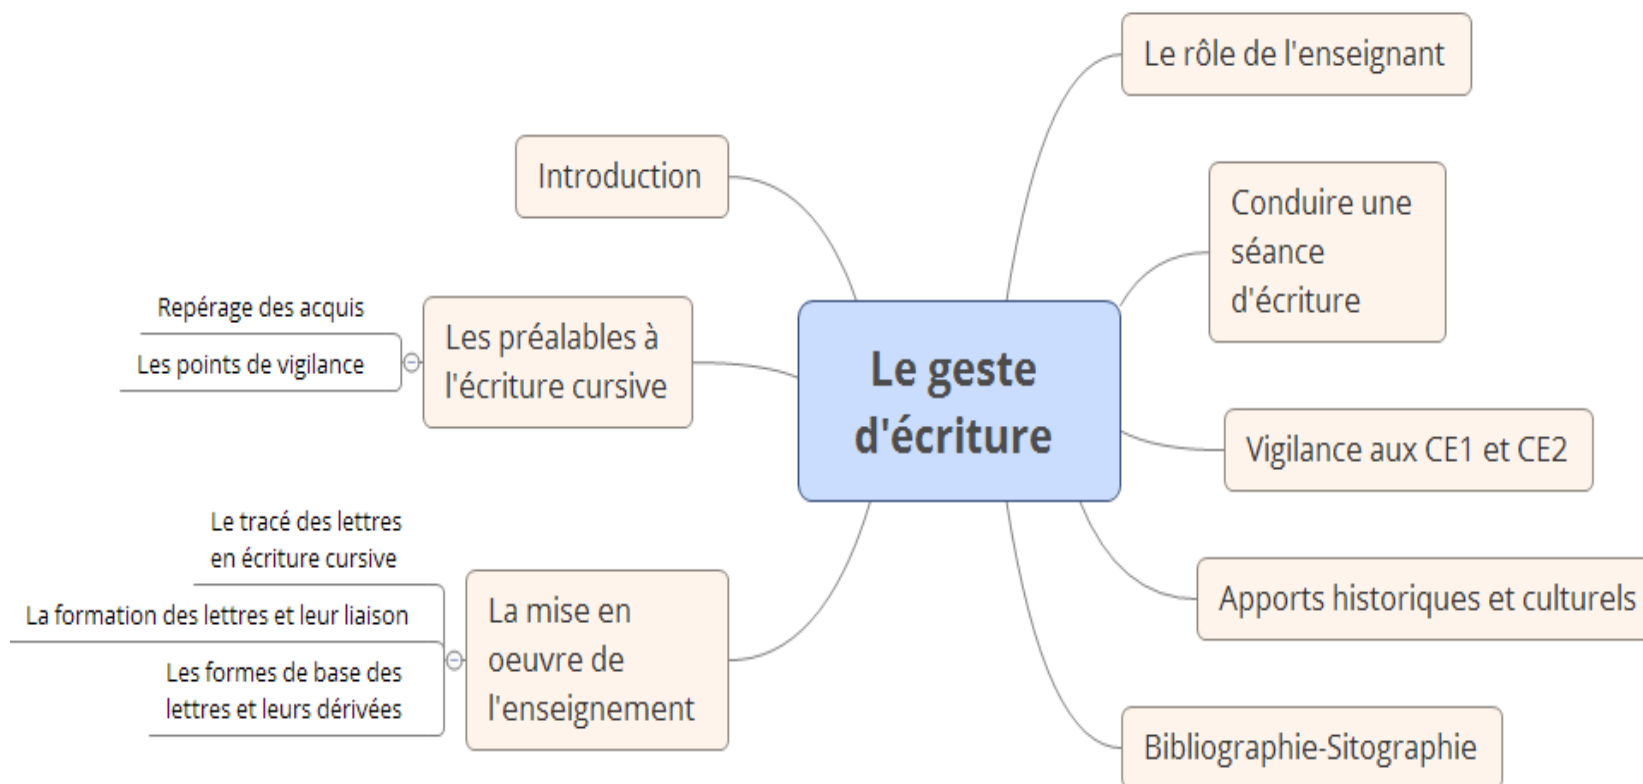 Le geste
d'écriture
Introduction
Les préalables à
l'écriture cursive
Repérage des acquis
Les points de vigilance
La mise en
oeuvre de
l'enseignement
Le tracé des lettres
en écriture cursive
La formation des lettres et leur liaison
Les formes de base des
lettres et leurs dérivées
Le rôle de l'enseignant
Conduire une
séance
d'écriture
Vigilance aux CE1 et CE2
Apports historiques et culturels
Bibliographie-Sitographie